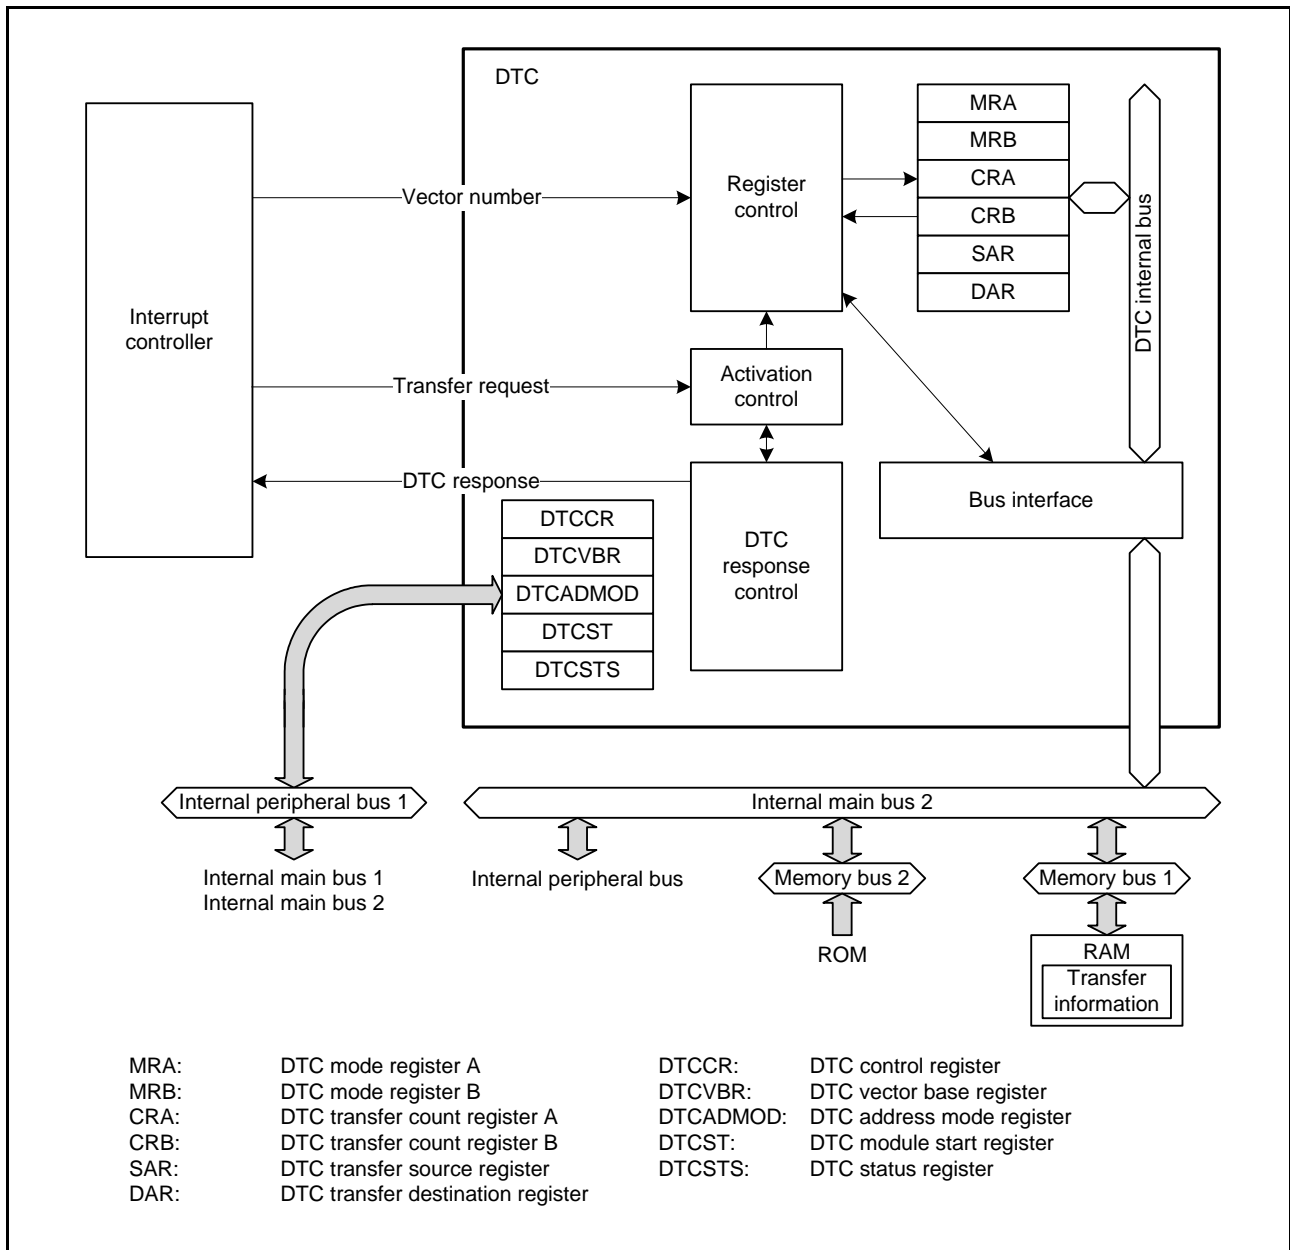 DTC
MRA
MRB
CRA
CRB
SAR
DAR
Register
control
Vector number
DTC internal bus
Interrupt
controller
Transfer request
Activation
control
DTC response
Bus interface
DTCCR
DTCVBR
DTCADMOD
DTCST
DTCSTS
DTC
response
control
Internal peripheral bus 1
Internal main bus 2
Internal main bus 1
Internal main bus 2
Internal peripheral bus
Memory bus 2
Memory bus 1
ROM
RAM
Transfer
information
MRA: DTC mode register A
MRB: DTC mode register B
CRA: DTC transfer count register A
CRB: DTC transfer count register B
SAR: DTC transfer source register
DAR: DTC transfer destination register
DTCCR: DTC control register
DTCVBR: DTC vector base register
DTCADMOD: DTC address mode register
DTCST: DTC module start register
DTCSTS: DTC status register